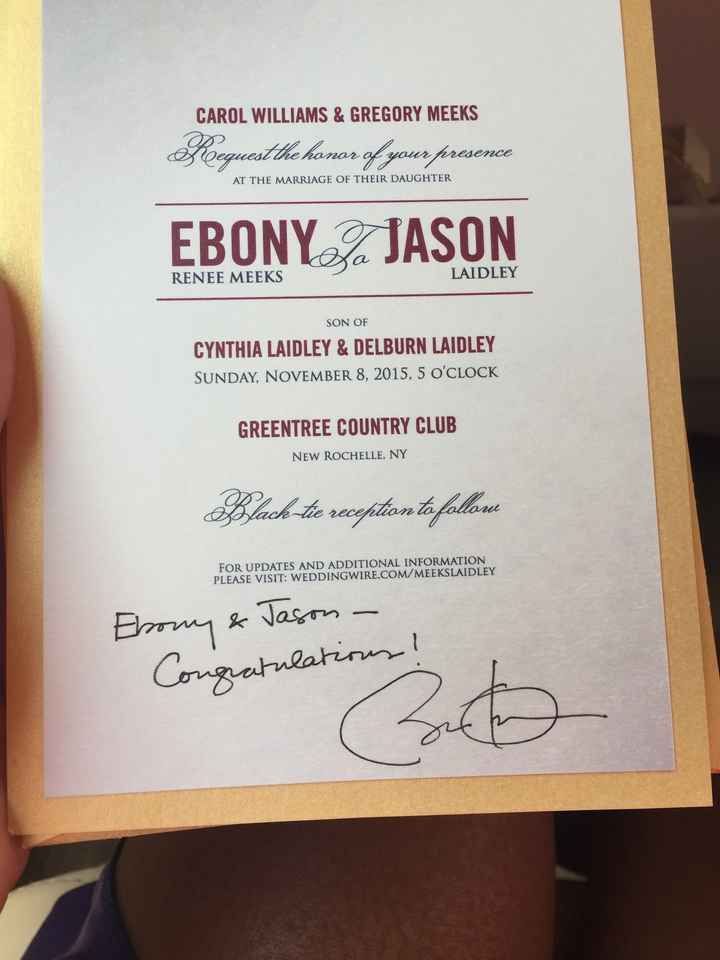 CAROL WILLIAMS & GREGORY MEEKS
Request the honor of your presence
AT THE MARRIAGE OF THEIR DAUGHTER
EBONY To JASON
RENEE MEEKS LAIDLEY
SON OF
CYNTHIA LAIDLEY & DELBURN LAIDLEY
SUNDAY, NOVEMBER 8, 2015, 5 O'CLOCK
GREENTREE COUNTRY CLUB
NEW ROCHELLE, NY
Black-tie reception to follow
FOR UPDATES AND ADDITIONAL INFORMATION
PLEASE VISIT: WEDDINGWIRE.COM/MEEKSLAIDLEY
Ebony & Jason —
Congratulations!